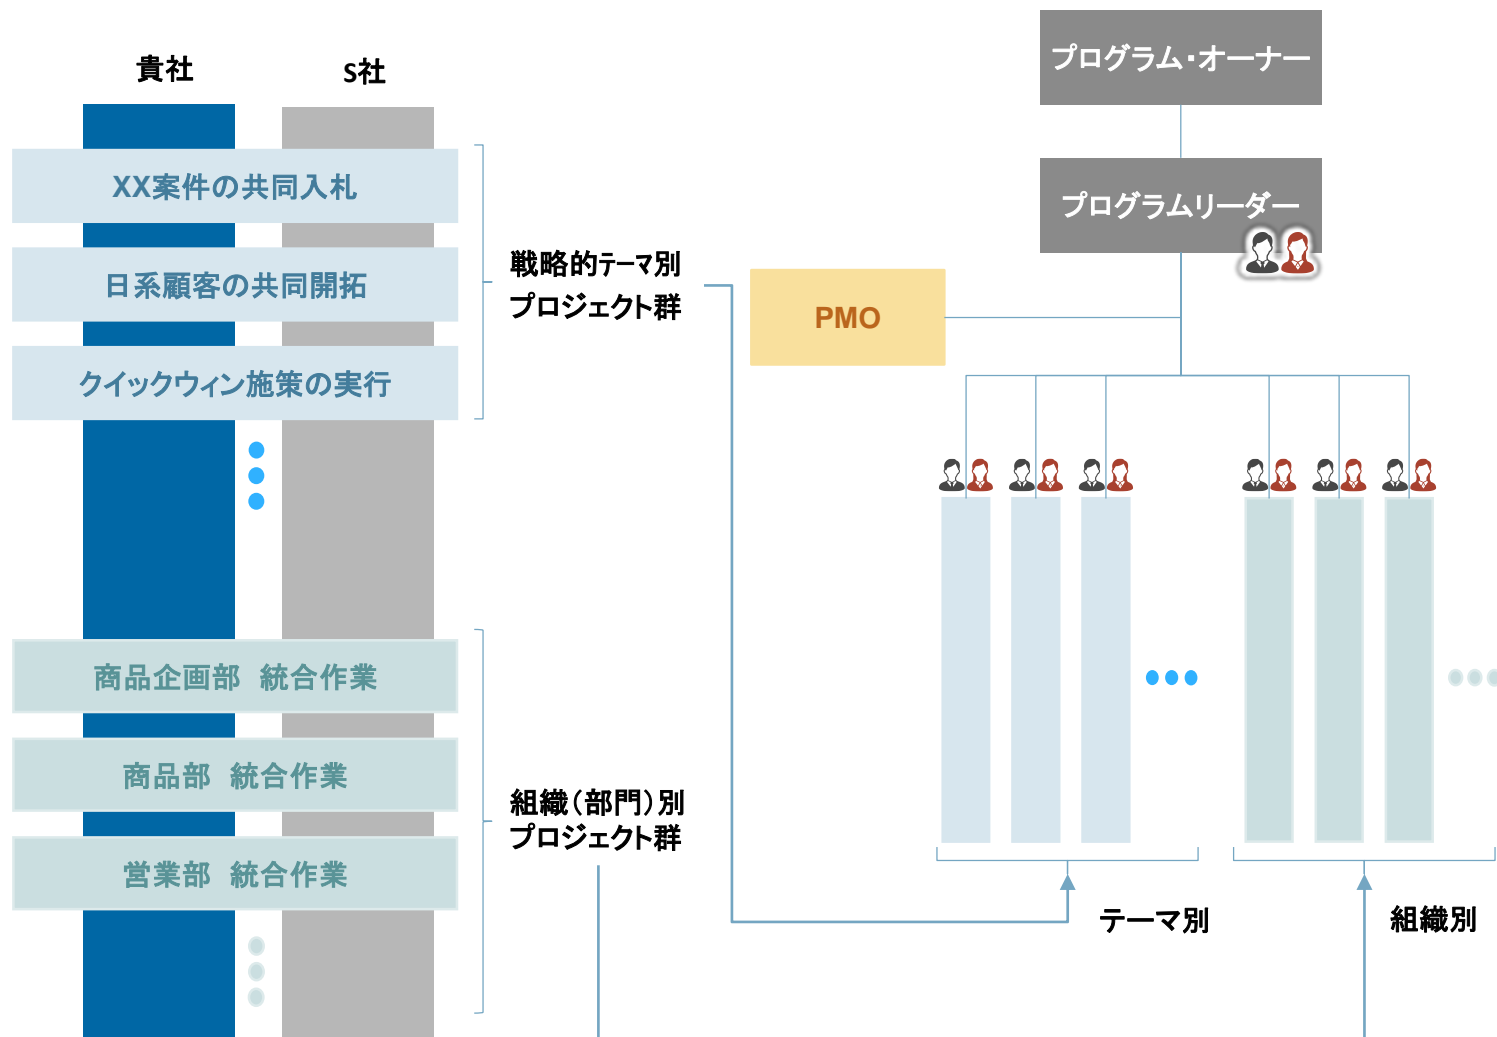 貴社
S社
XX案件の共同入札
日系顧客の共同開拓
クイックウィン施策の実行
戦略的テーマ別
プロジェクト群
商品企画部 統合作業
商品部 統合作業
営業部 統合作業
組織(部門)別
プロジェクト群
プログラム・オーナー
プログラムリーダー
PMO
テーマ別
組織別